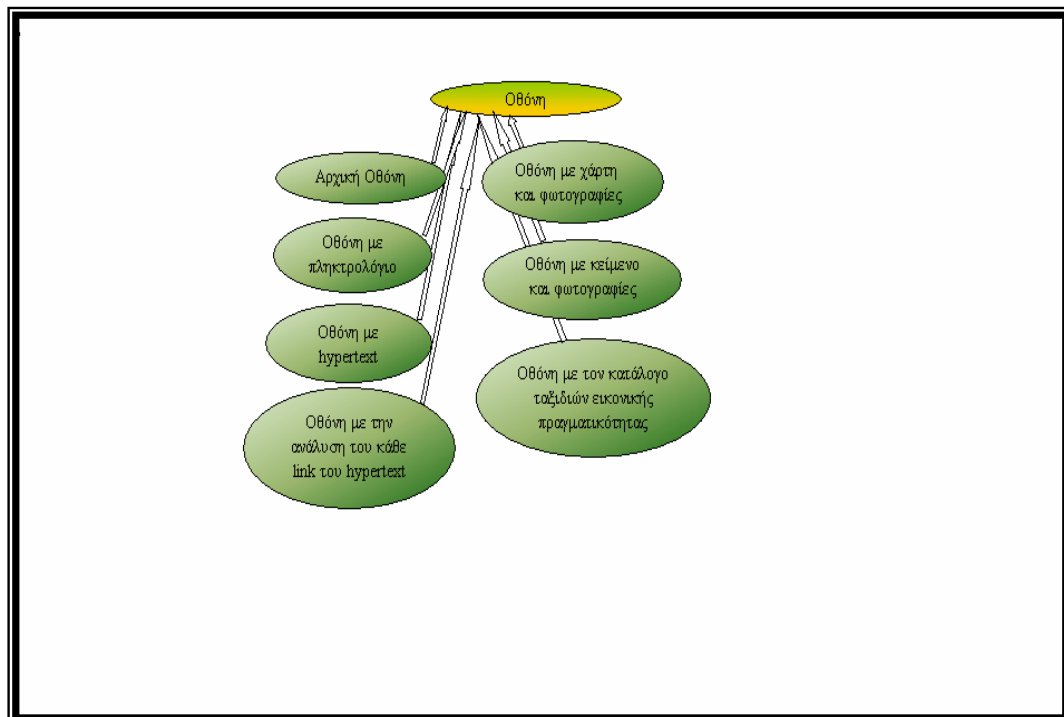 Οθόνη
Αρχική Οθόνη
Οθόνη με
πληκτρολόγιο
Οθόνη με
hypertext
Οθόνη με την
ανάλυση του κάθε
link του hypertext
Οθόνη με χάρτη
και φωτογραφίες
Οθόνη με κείμενο
και φωτογραφίες
Οθόνη με τον κατάλογο
ταξιδιών εικονικής
πραγματικότητας